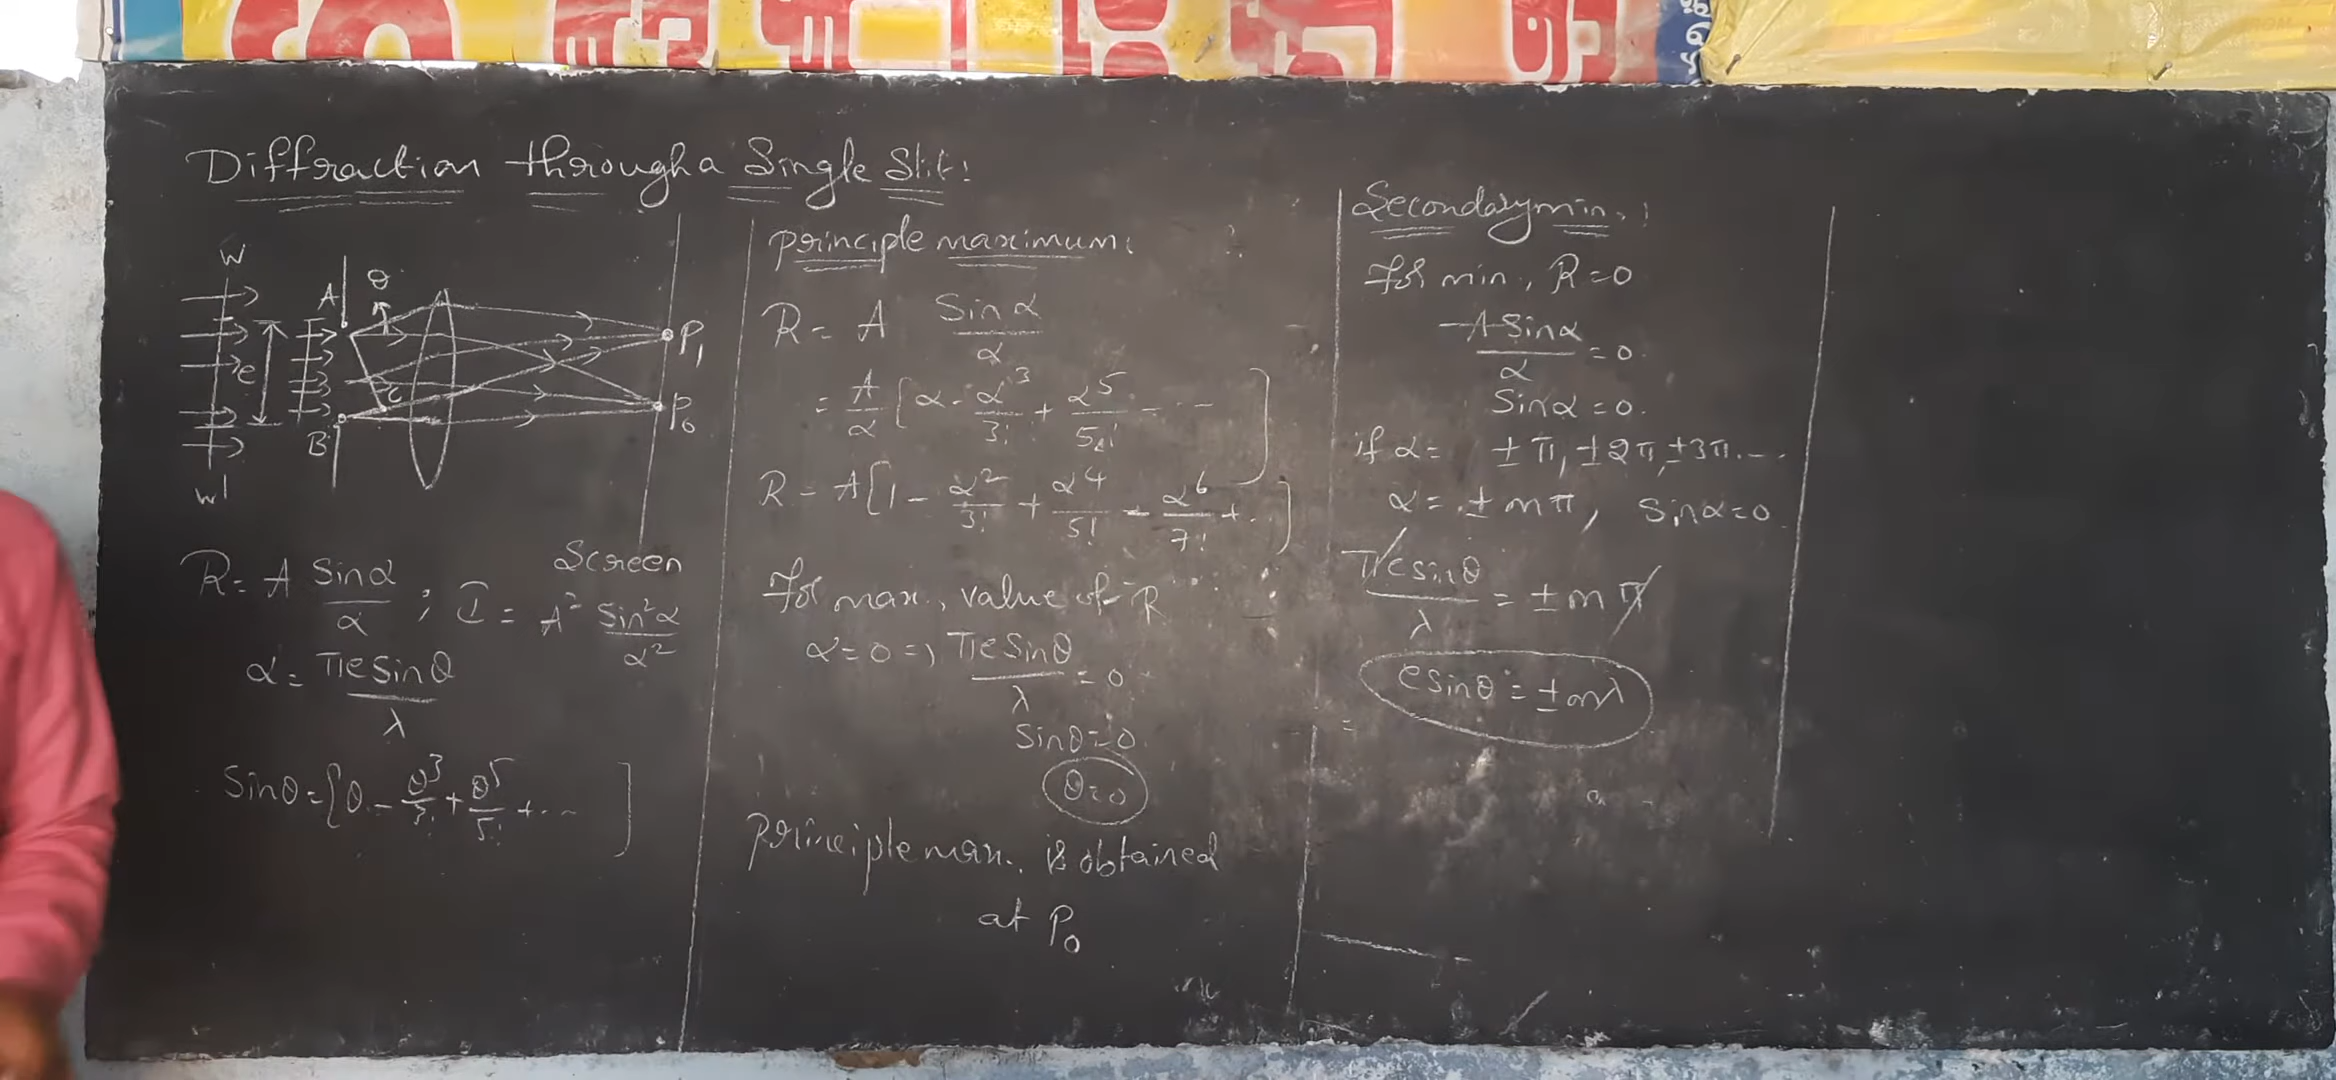 Diffraction through a Single Slit:
W
A θ
e
C
B
W|
P₁
P₀
Screen
R = A Sinα/α ; I = A² Sin²α/α²
α = πe Sinθ/λ
Sinθ = [θ - θ³/3! + θ⁵/5! + ---]
principle maximum:
R = A Sinα/α
= A/α [α - α³/3! + α⁵/5! - ---]
R = A[1 - α²/3! + α⁴/5! - α⁶/7! + .]
For max., value of R
α = 0 => πe Sinθ/λ = 0
Sinθ = 0
θ = 0
principle max. is obtained
at P₀
Secondary min. :
For min., R = 0
A Sinα/α = 0
Sinα = 0.
if α = ± π, ± 2π, ± 3π. --
α = ± mπ, Sinα = 0
πe sinθ/λ = ± m π
e sinθ = ± mλ